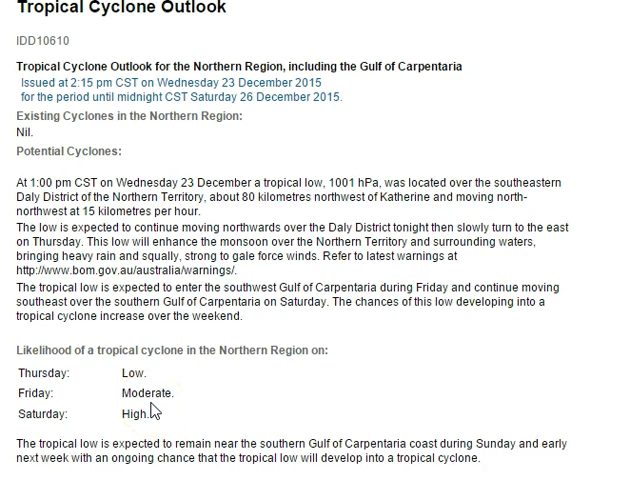 Tropical Cyclone Outlook
IDD10610
Tropical Cyclone Outlook for the Northern Region, including the Gulf of Carpentaria
Issued at 2:15 pm CST on Wednesday 23 December 2015
for the period until midnight CST Saturday 26 December 2015.
Existing Cyclones in the Northern Region:
Nil.
Potential Cyclones:
At 1:00 pm CST on Wednesday 23 December a tropical low, 1001 hPa, was located over the southeastern
Daly District of the Northern Territory, about 80 kilometres northwest of Katherine and moving north-
northwest at 15 kilometres per hour.
The low is expected to continue moving northwards over the Daly District tonight then slowly turn to the east
on Thursday. This low will enhance the monsoon over the Northern Territory and surrounding waters,
bringing heavy rain and squally, strong to gale force winds. Refer to latest warnings at
http://www.bom.gov.au/australia/warnings/.
The tropical low is expected to enter the southwest Gulf of Carpentaria during Friday and continue moving
southeast over the southern Gulf of Carpentaria on Saturday. The chances of this low developing into a
tropical cyclone increase over the weekend.
Likelihood of a tropical cyclone in the Northern Region on:
Thursday: Low.
Friday: Moderate.
Saturday: High.
The tropical low is expected to remain near the southern Gulf of Carpentaria coast during Sunday and early
next week with an ongoing chance that the tropical low will develop into a tropical cyclone.